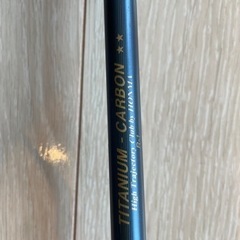 TITANIUM - CARBON ★★
High Trajectory Club by HONMA